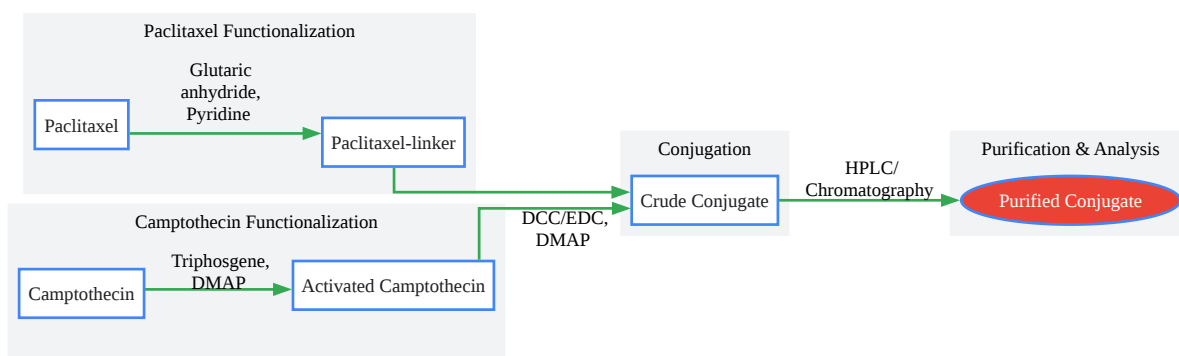 Paclitaxel Functionalization
Glutaric
anhydride,
Pyridine
Paclitaxel
Paclitaxel-linker
Camptothecin Functionalization
Triphosgene,
DMAP
Camptothecin
Activated Camptothecin
DCC/EDC,
DMAP
Conjugation
Crude Conjugate
HPLC/
Chromatography
Purification & Analysis
Purified Conjugate